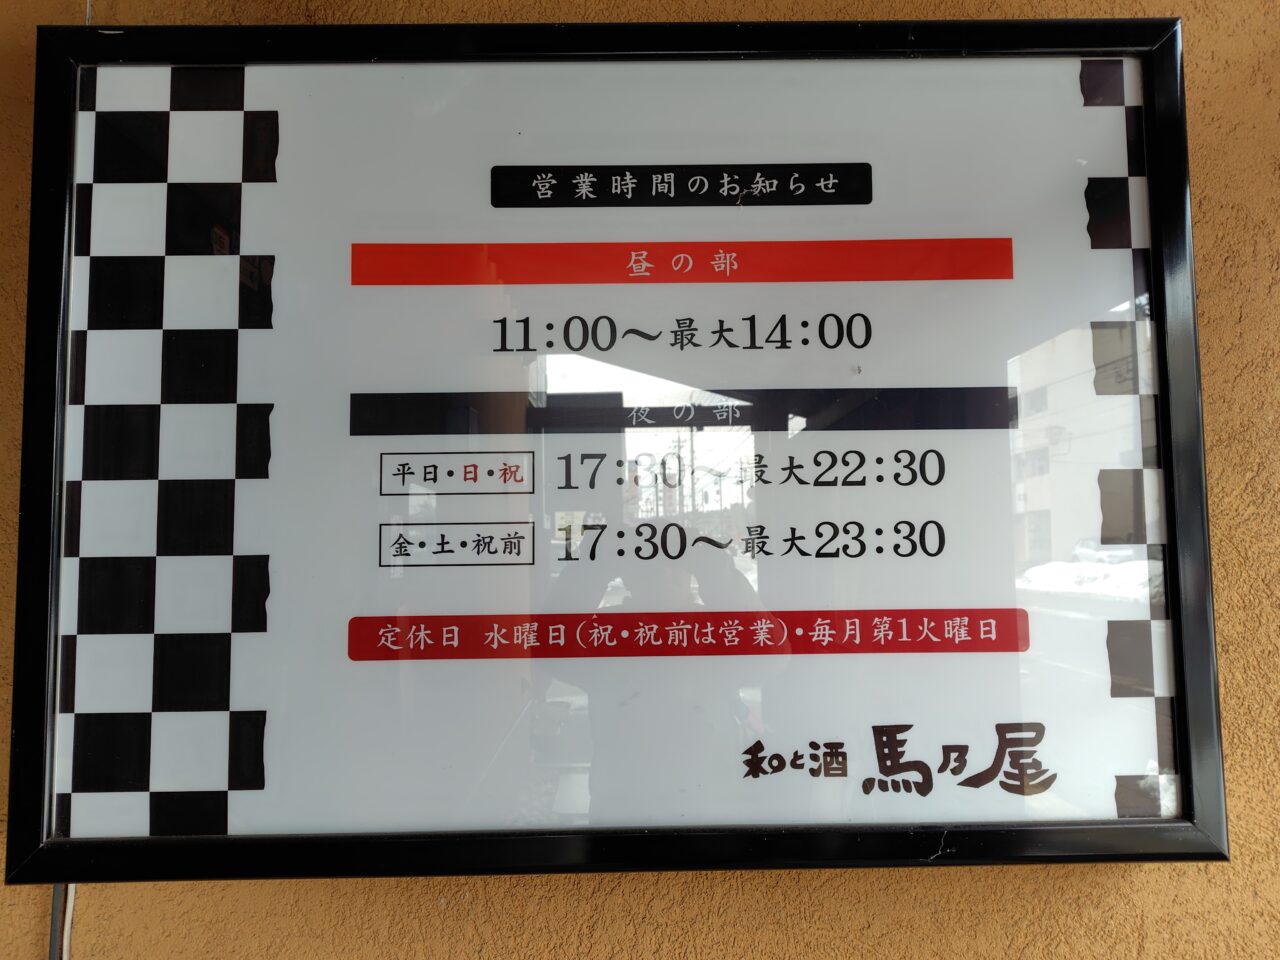 営業時間のお知らせ
昼の部
11:00～最大14:00
夜の部
平日・日・祝 17:30～最大22:30
金・土・祝前 17:30～最大23:30
定休日 水曜日(祝・祝前は営業)・毎月第1火曜日
和と酒 馬乃屋